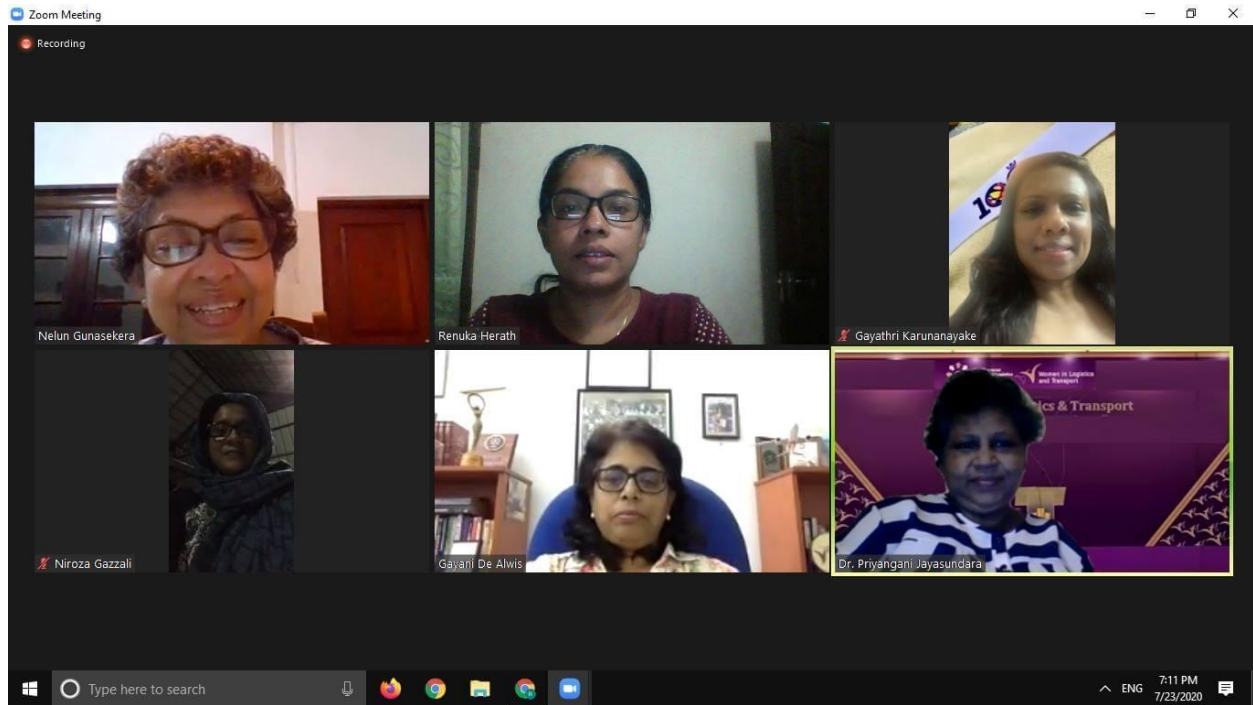 Zoom Meeting
Recording
10
Women in Logistics
and Transport
ics & Transport
Nelun Gunasekera
Renuka Herath
Gayathri Karunanayake
Niroza Gazzali
Gayani De Alwis
Dr. Priyangani Jayasundara
Type here to search
ENG
7:11 PM
7/23/2020